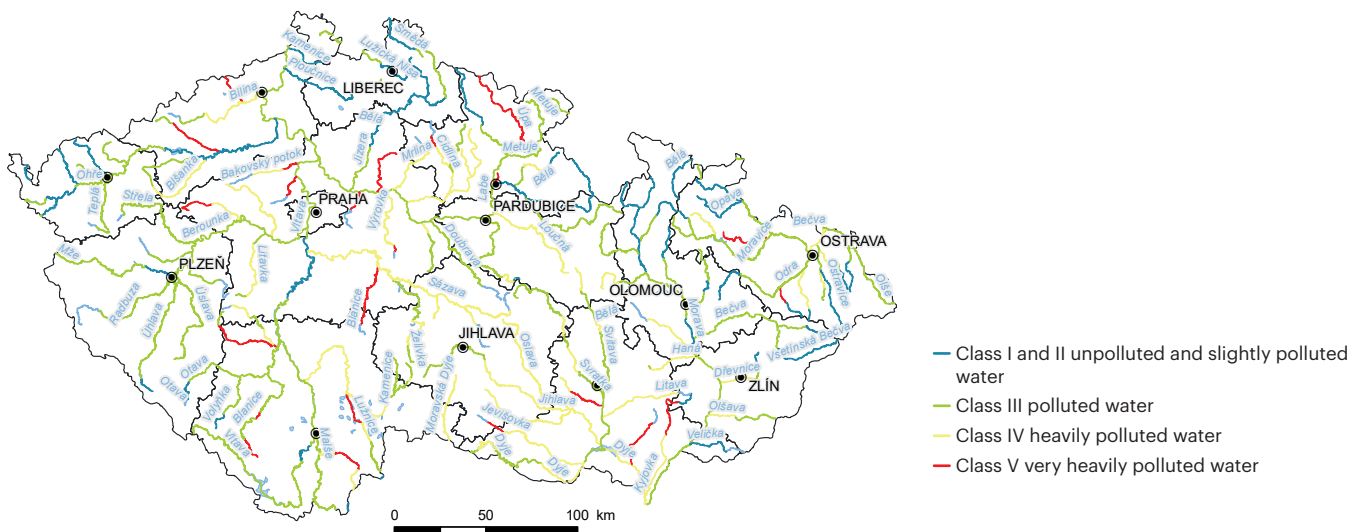 Smědá
Kamenice
Lužická Nisa
Ploučnice
LIBEREC
Bílina
Metuje
Úpa
Bělá
Jizera
Mrlina
Cidlina
Metuje
Bělá
Bělá
Ohře
Blšanka
Bakovský potok
Teplá
Střela
Labe
Opava
PRAHA
Výrovka
PARDUBICE
Bečva
Berounka
Vltava
Loučná
Moravice
OSTRAVA
Mže
Litavka
Doubrava
Odra
PLZEŇ
Ostravice
Olše
Radbuza
Úslava
Sázava
OLOMOUC
Úhlava
Blanice
Bělá
Morava
Bečva
JIHLAVA
Želivka
Svitava
Oslava
Haná
Vsetínská Bečva
Otava
Otava
Kamenice
Moravská Dyje
Svratka
Dřevnice
ZLÍN
Litava
Volyňka
Blanice
Lužnice
Jihlava
Jevišovka
Olšava
Vltava
Malše
Dyje
Dyje
Dyje
Velička
Kyjovka
0 50 100 km
Class I and II unpolluted and slightly polluted
water
Class III polluted water
Class IV heavily polluted water
Class V very heavily polluted water